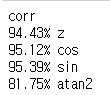 corr
94.43% z
95.12% cos
95.39% sin
81.75% atan2